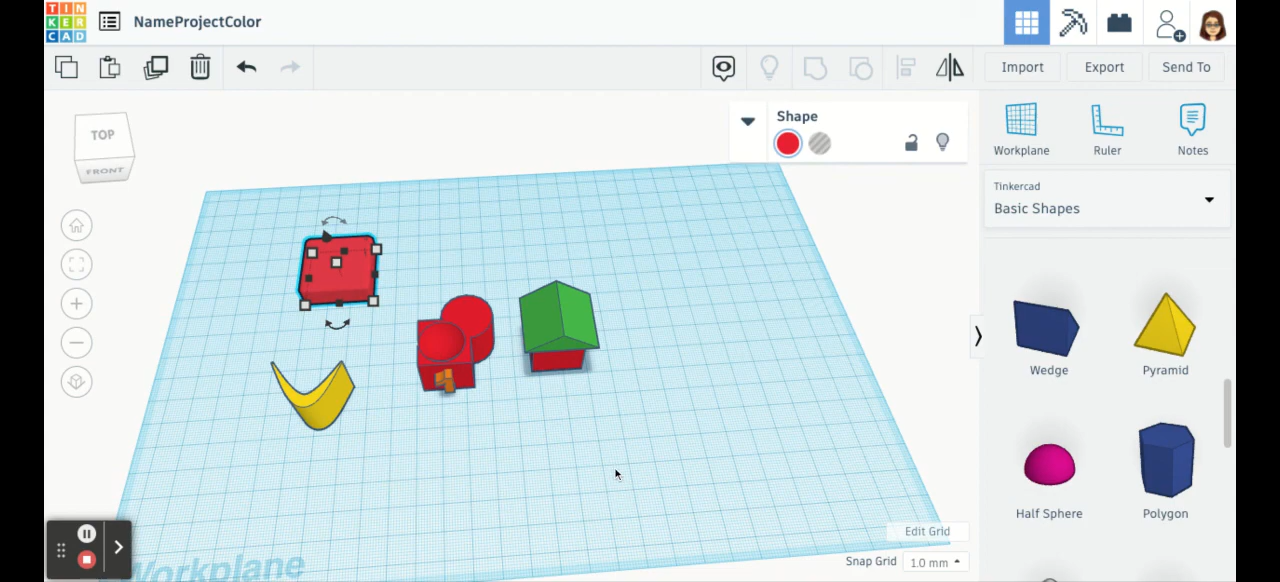 TIN
KER
CAD
NameProjectColor
Import
Export
Send To
TOP
FRONT
Shape
Workplane
Ruler
Notes
Tinkercad
Basic Shapes
Wedge
Pyramid
Half Sphere
Polygon
Edit Grid
Snap Grid 1.0 mm
Workplane